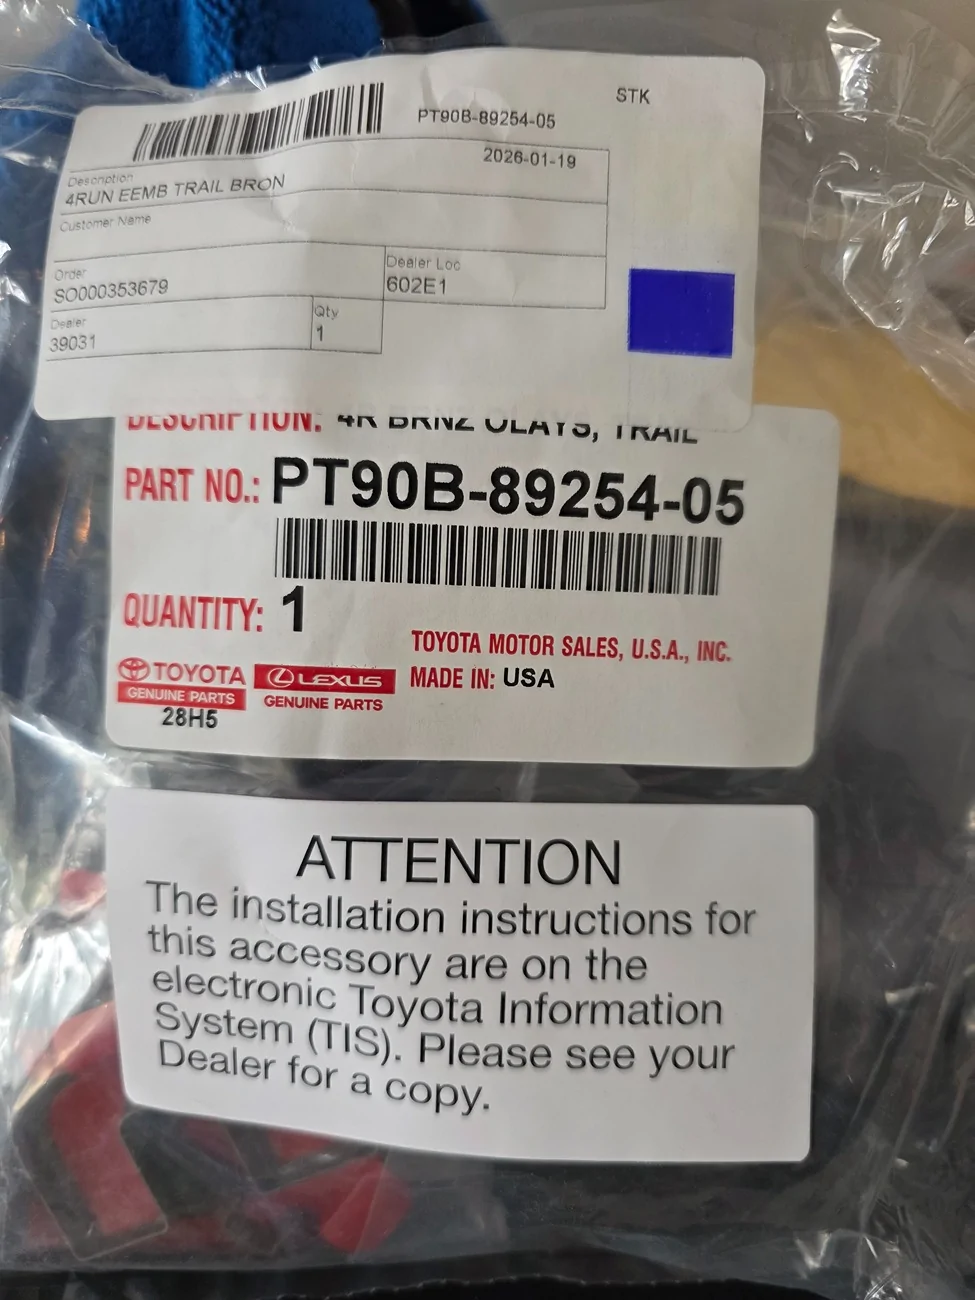 STK
PT90B-89254-05
2026-01-19
Description
4RUN EEMB TRAIL BRON
Customer Name
Order
SO000353679
Dealer Loc
602E1
Dealer
39031
Qty
1
DESCRIPTION: 4R BRNZ OLAYS, TRAIL
PART NO.: PT90B-89254-05
QUANTITY: 1
TOYOTA MOTOR SALES, U.S.A., INC.
MADE IN: USA
TOYOTA
GENUINE PARTS
LEXUS
GENUINE PARTS
28H5
ATTENTION
The installation instructions for
this accessory are on the
electronic Toyota Information
System (TIS). Please see your
Dealer for a copy.